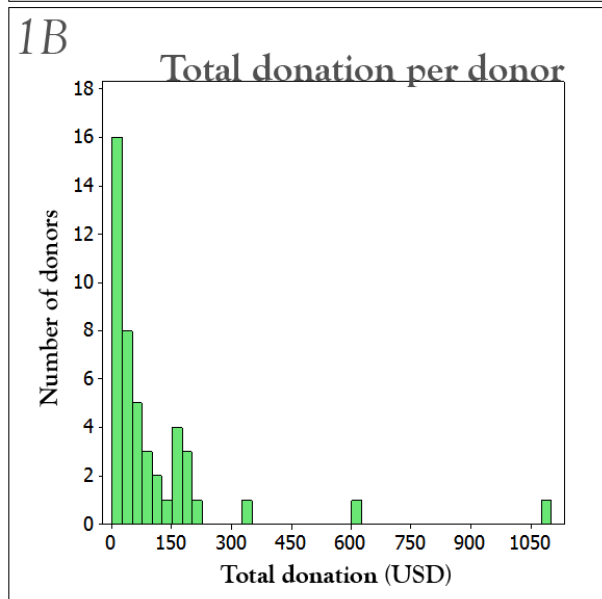 1B
Total donation per donor
18
16
14
12
10
8
6
4
2
0
Number of donors
0 150 300 450 600 750 900 1050
Total donation (USD)